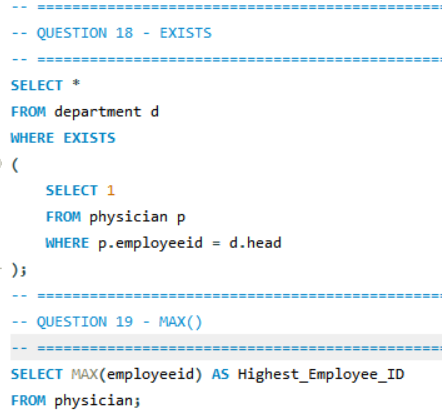 -- ==================================================
-- QUESTION 18 - EXISTS
-- ==================================================
SELECT *
FROM department d
WHERE EXISTS
(
    SELECT 1
    FROM physician p
    WHERE p.employeeid = d.head
);
-- ==================================================
-- QUESTION 19 - MAX()
-- ==================================================
SELECT MAX(employeeid) AS Highest_Employee_ID
FROM physician;